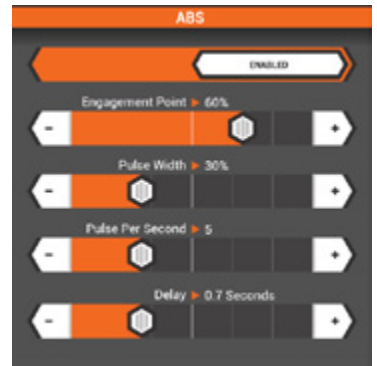 ABS
ENABLED
Engagement Point ▶ 60%
- +
Pulse Width ▶ 30%
- +
Pulse Per Second ▶ 5
- +
Delay ▶ 0.7 Seconds
- +